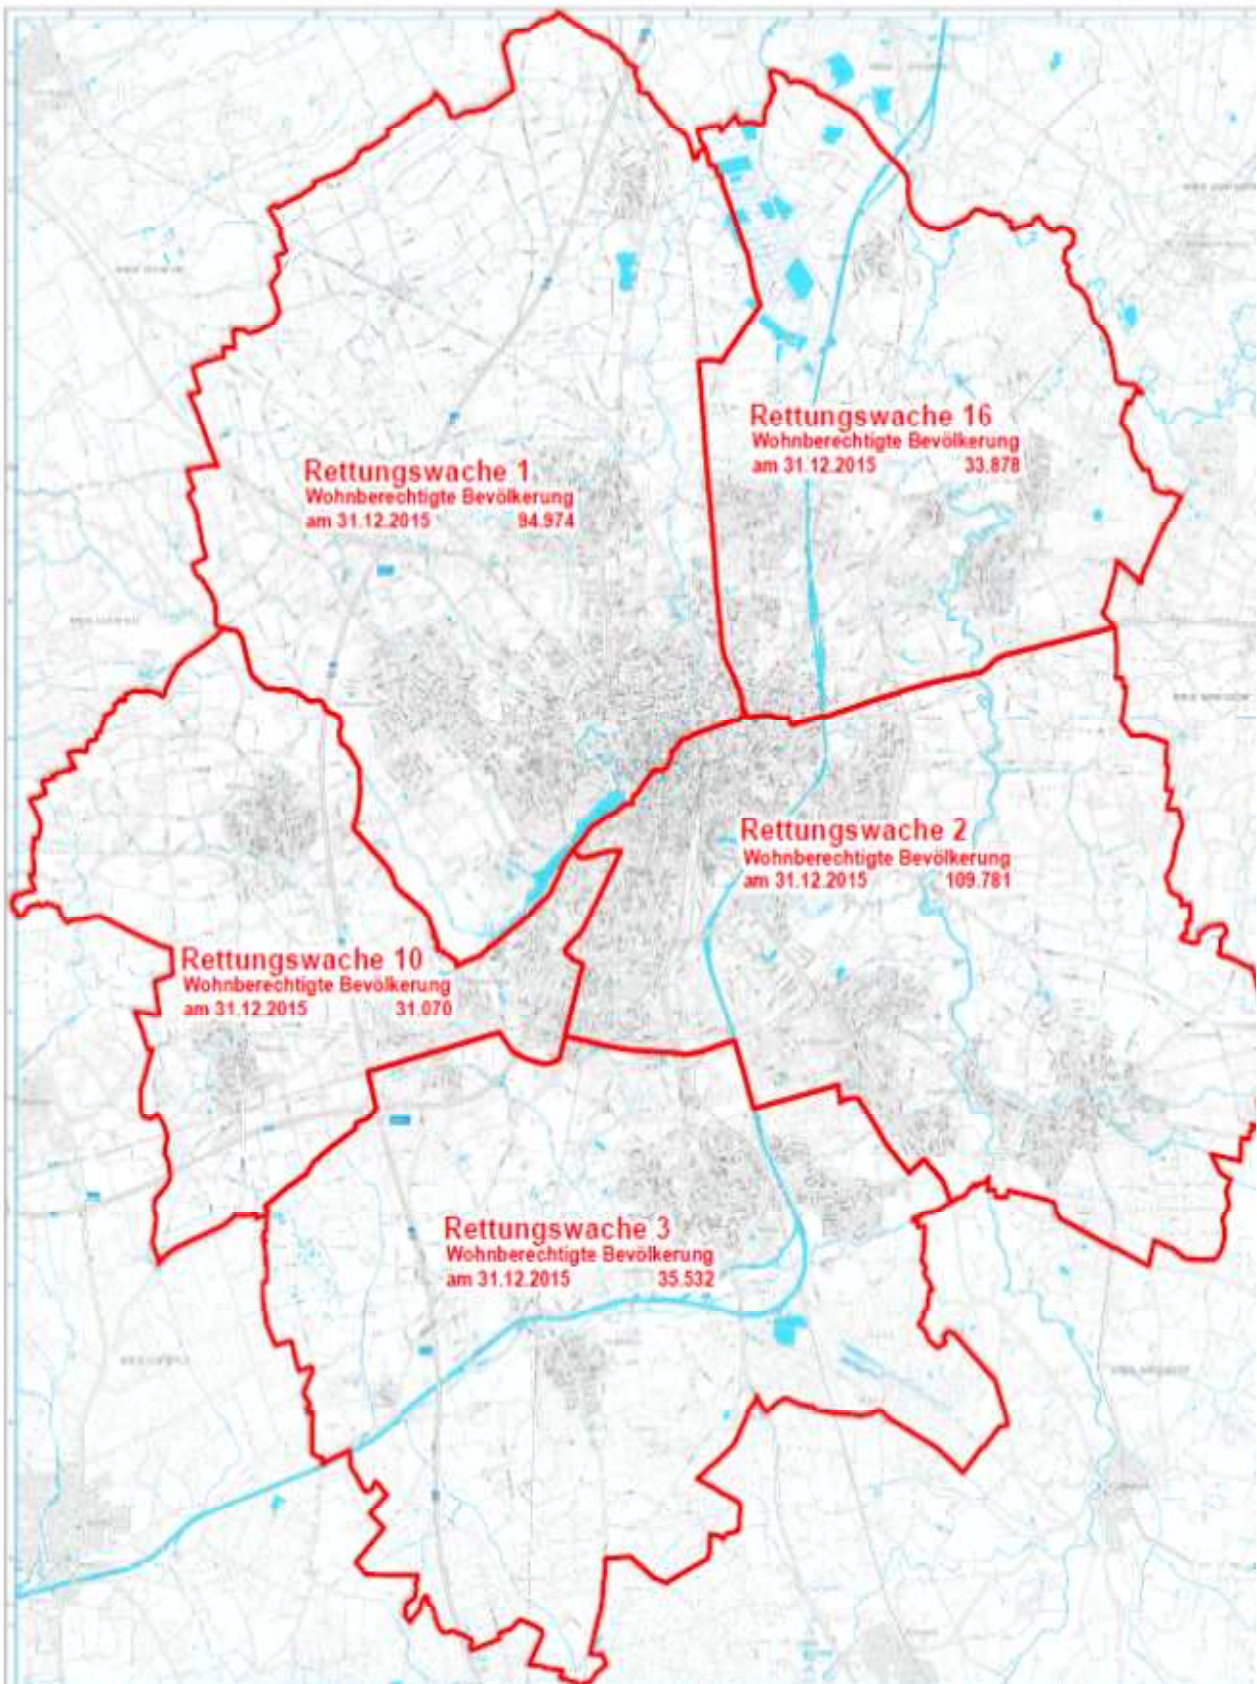 Rettungswache 16
Wohnberechtigte Bevölkerung
am 31.12.2015 33.878
Rettungswache 1
Wohnberechtigte Bevölkerung
am 31.12.2015 94.974
Rettungswache 2
Wohnberechtigte Bevölkerung
am 31.12.2015 109.781
Rettungswache 10
Wohnberechtigte Bevölkerung
am 31.12.2015 31.070
Rettungswache 3
Wohnberechtigte Bevölkerung
am 31.12.2015 35.532